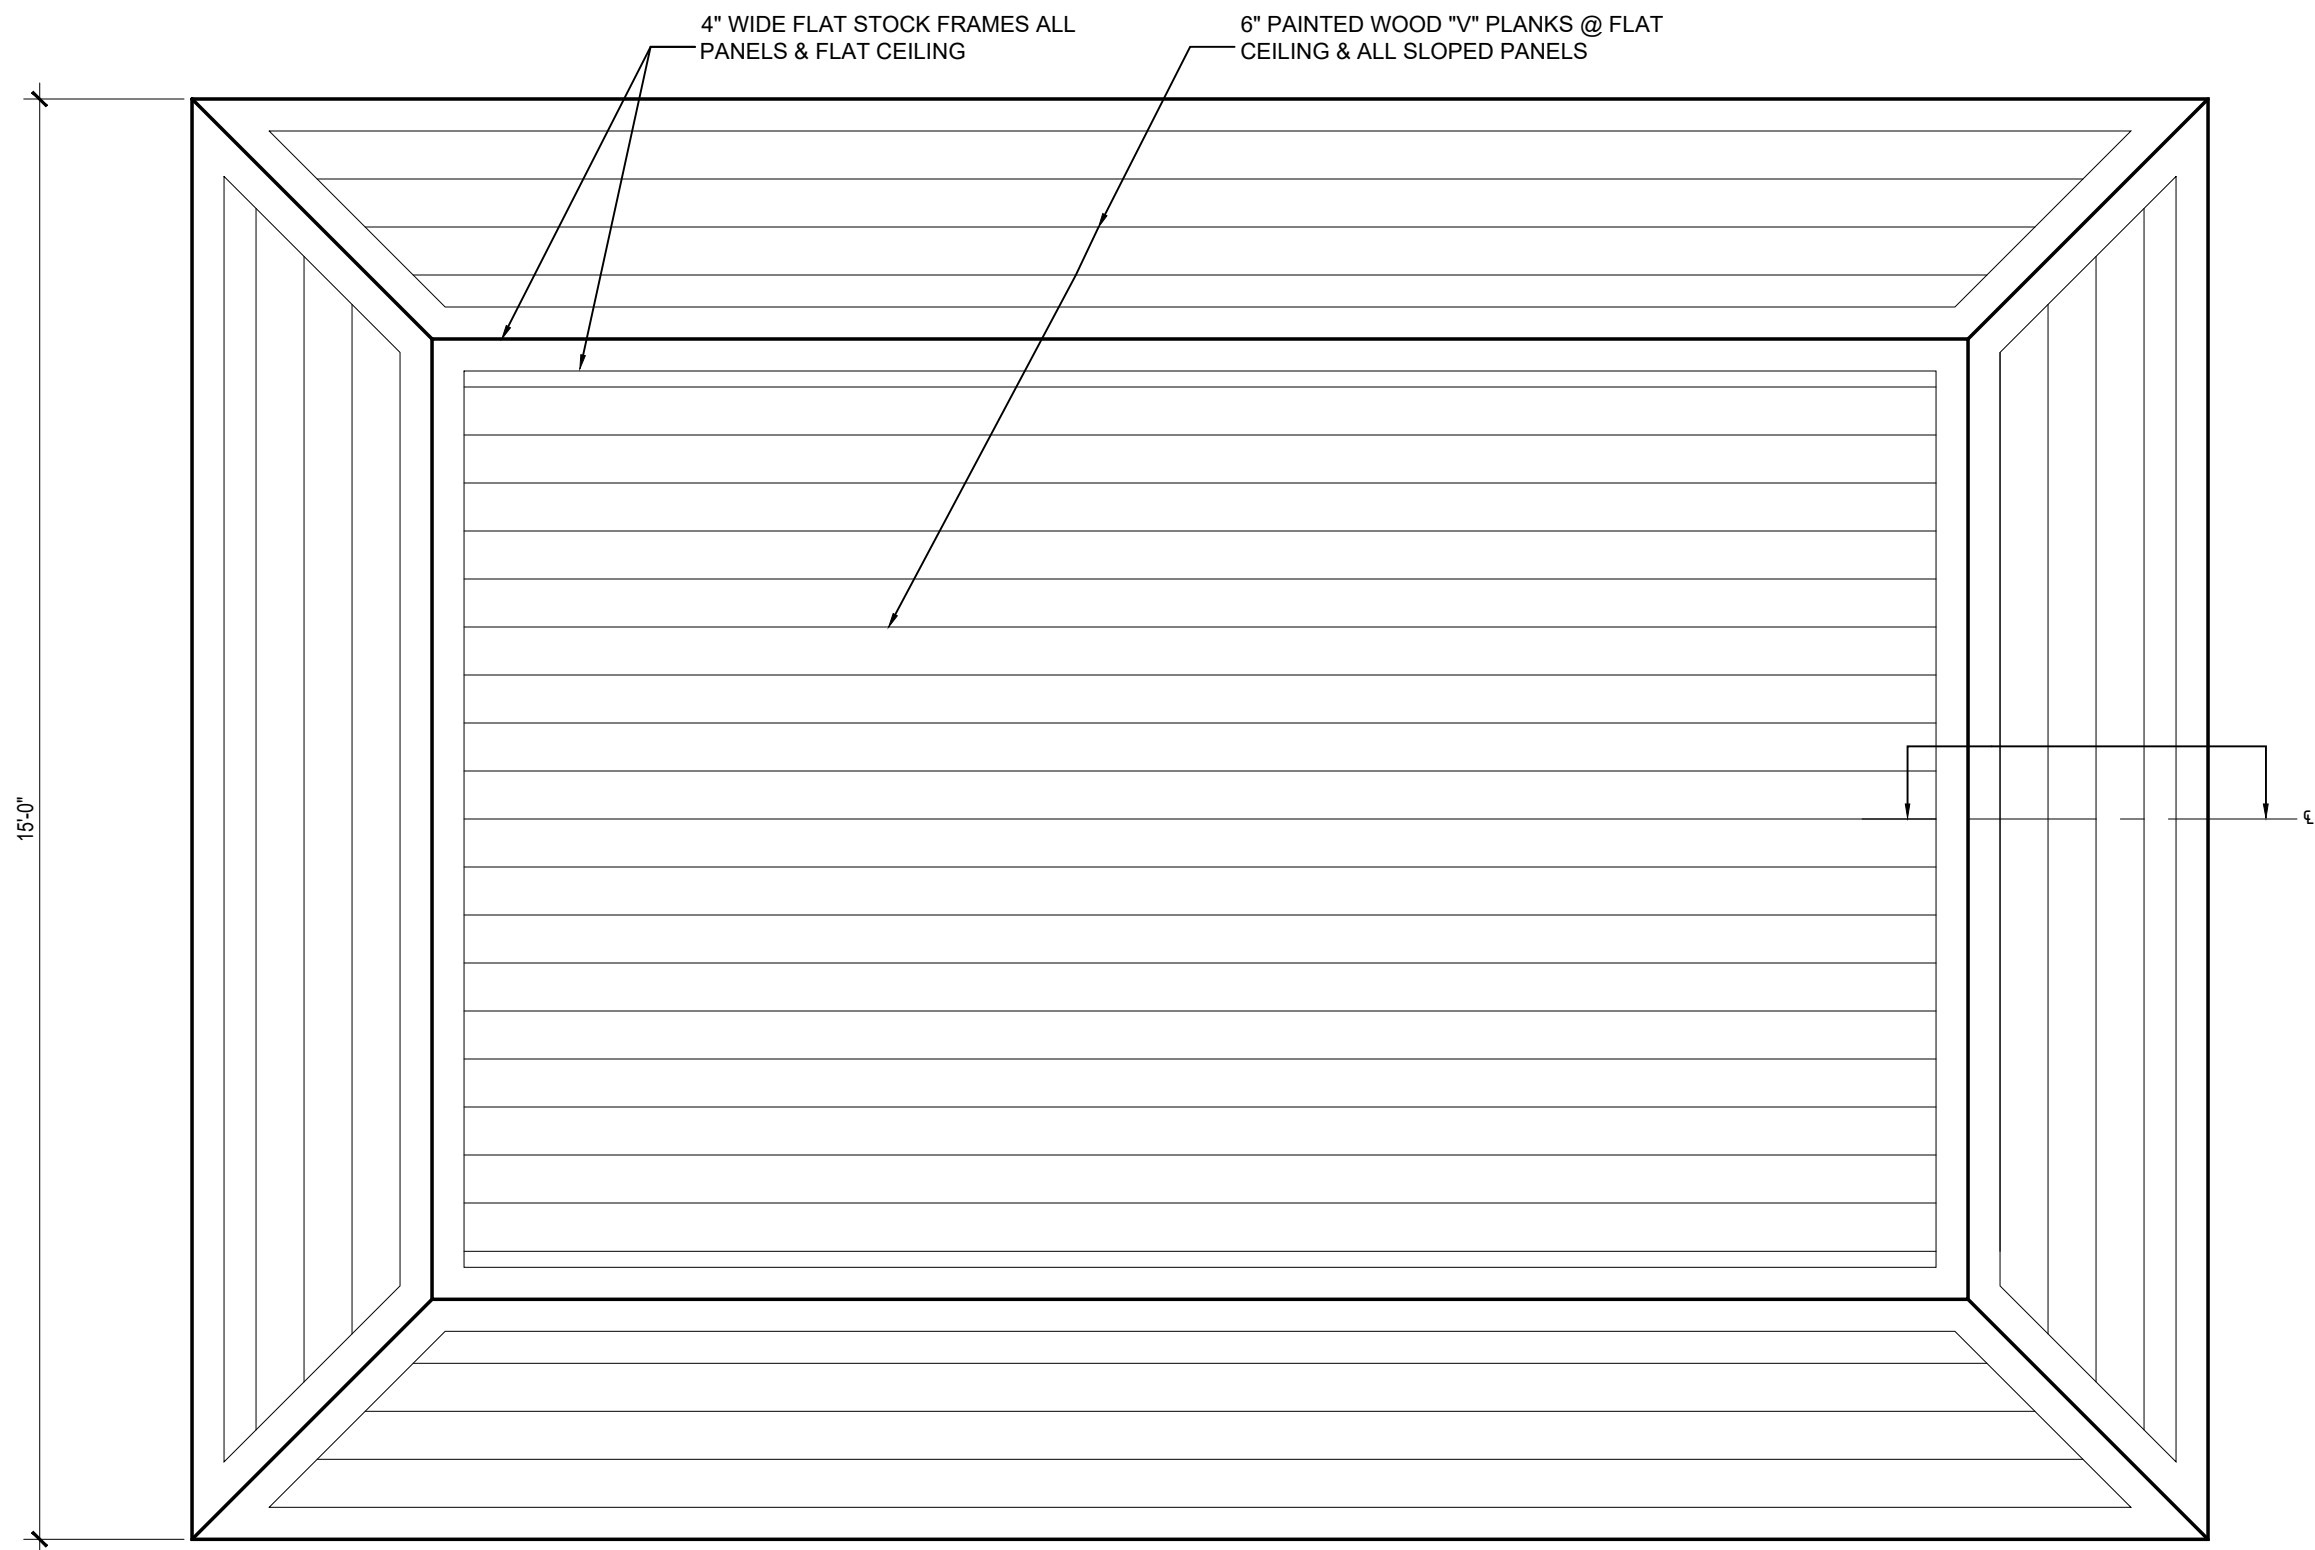 4" WIDE FLAT STOCK FRAMES ALL
PANELS & FLAT CEILING
6" PAINTED WOOD "V" PLANKS @ FLAT
CEILING & ALL SLOPED PANELS
15'-0"
℄